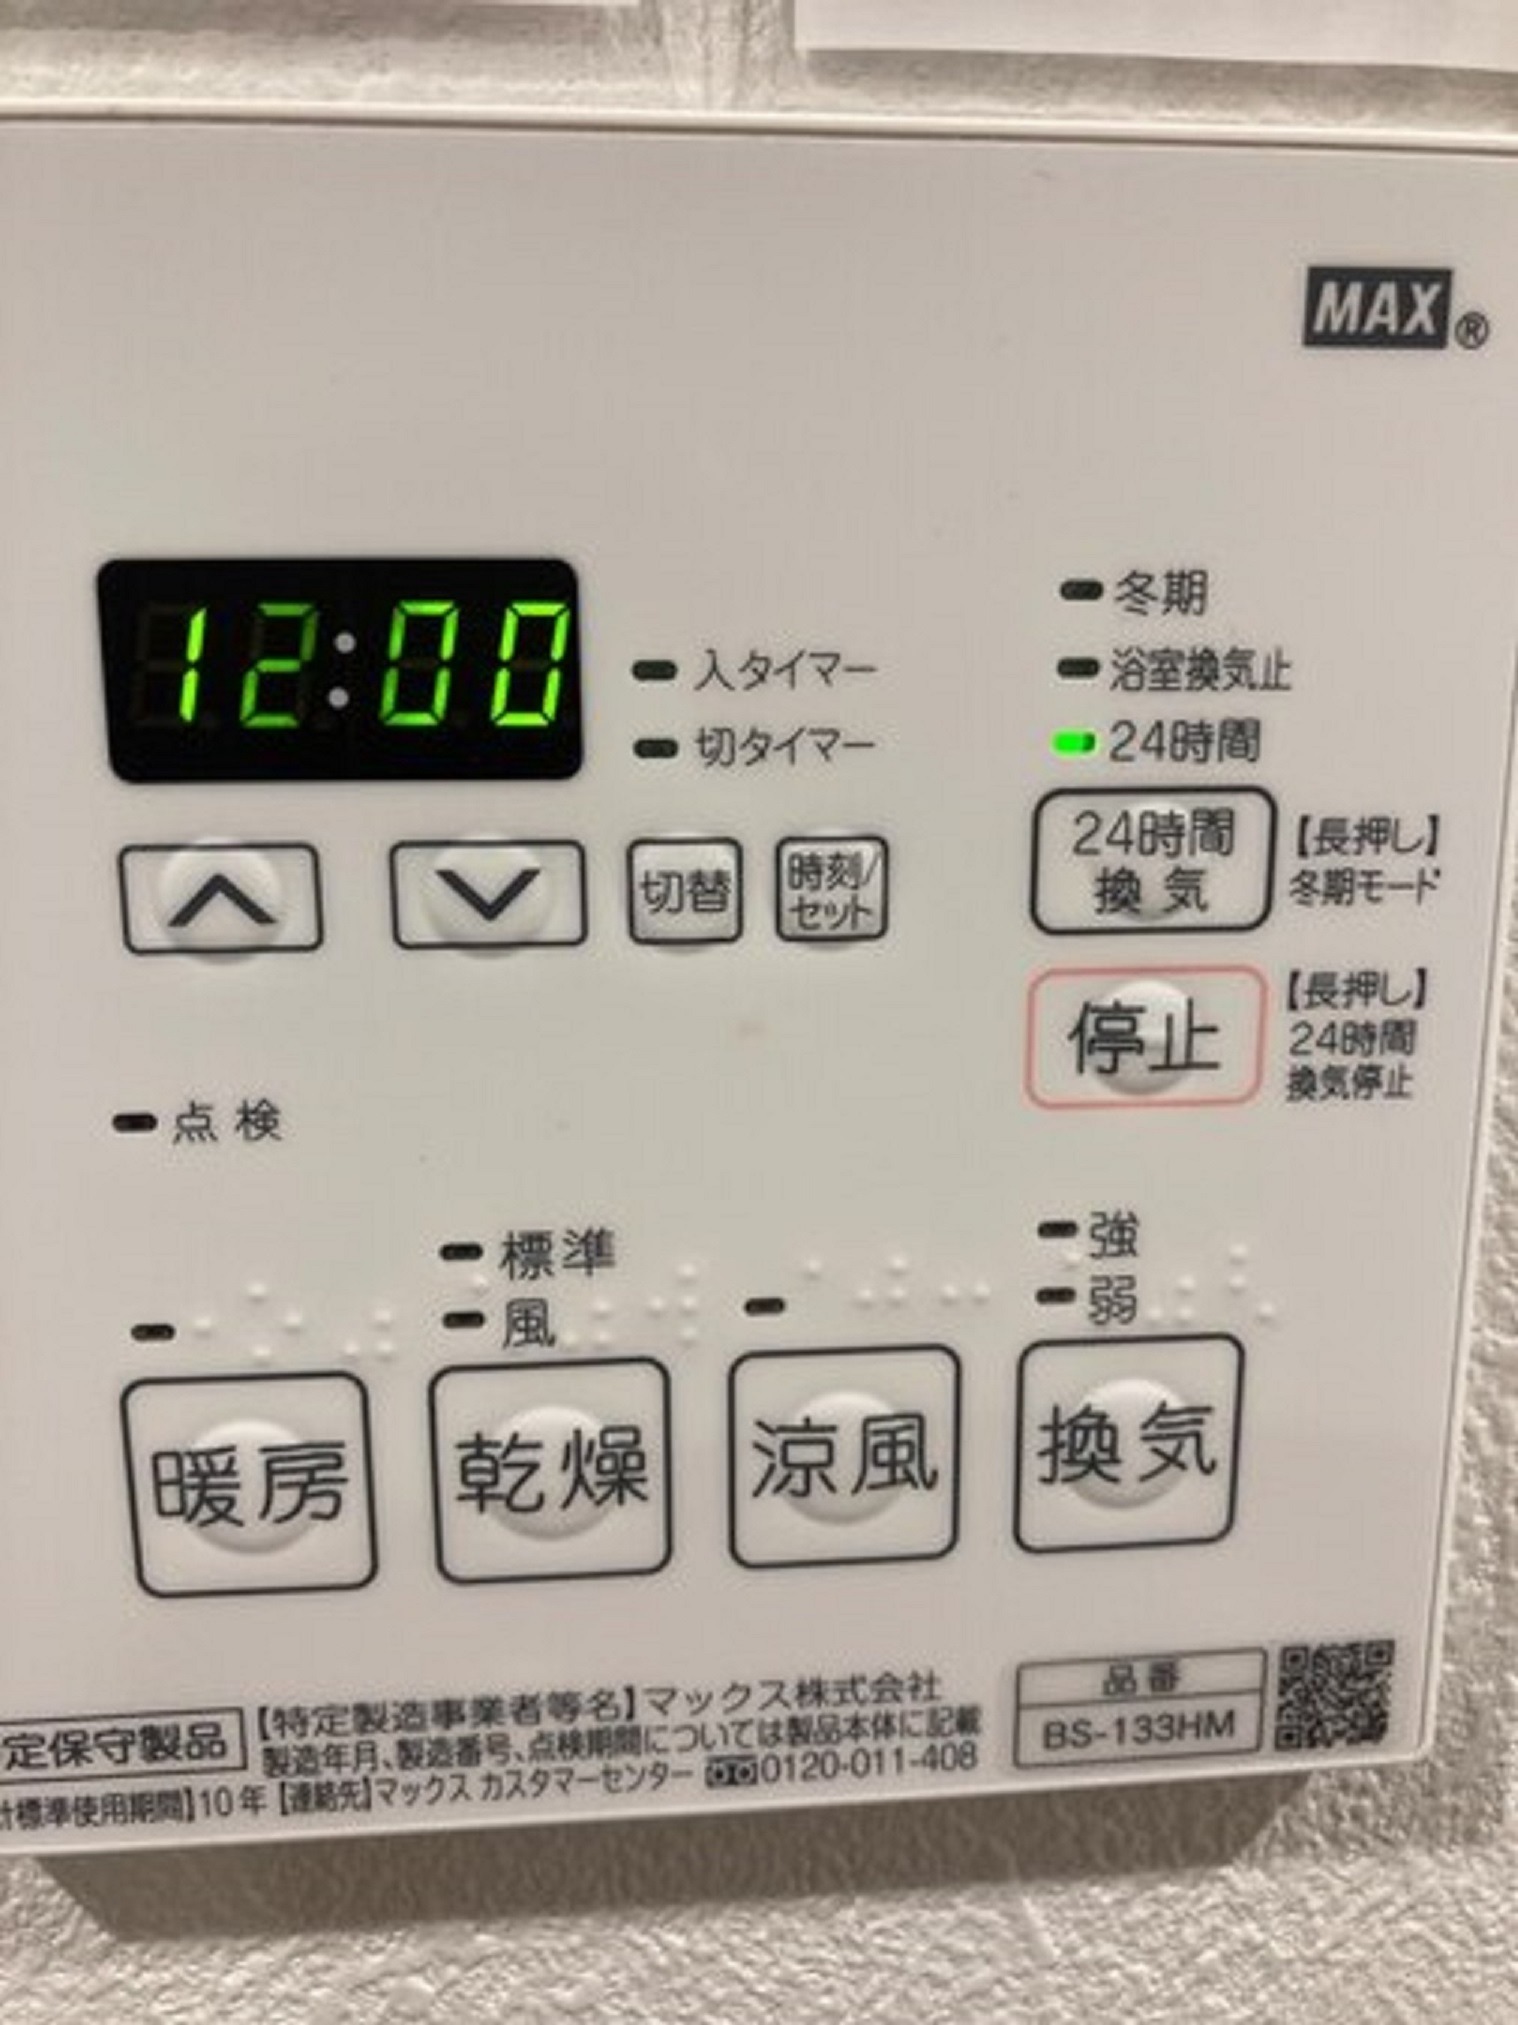 MAX®
12:00
冬期
入タイマー
浴室換気止
切タイマー
24時間
切替
時刻/
セット
24時間
換気
【長押し】
冬期モード
停止
【長押し】
24時間
換気停止
点検
標準
風
強
弱
暖房
乾燥
涼風
換気
定保守製品
【特定製造事業者等名】マックス株式会社
製造年月、製造番号、点検期間については製品本体に記載
計標準使用期間】10年【連絡先】マックス カスタマーセンター 0120-011-408
品番
BS-133HM